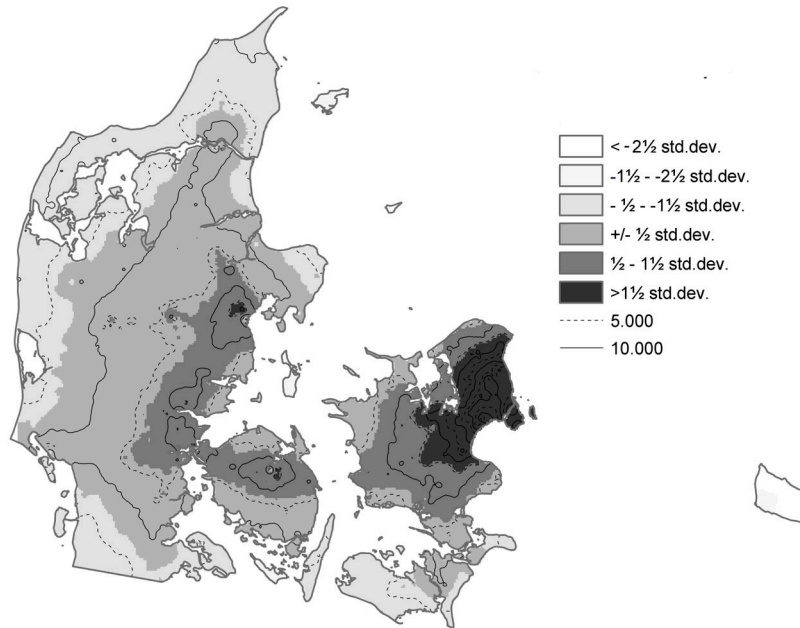 < -2½ std.dev.
-1½ - -2½ std.dev.
- ½ - -1½ std.dev.
+/- ½ std.dev.
½ - 1½ std.dev.
>1½ std.dev.
5.000
10.000